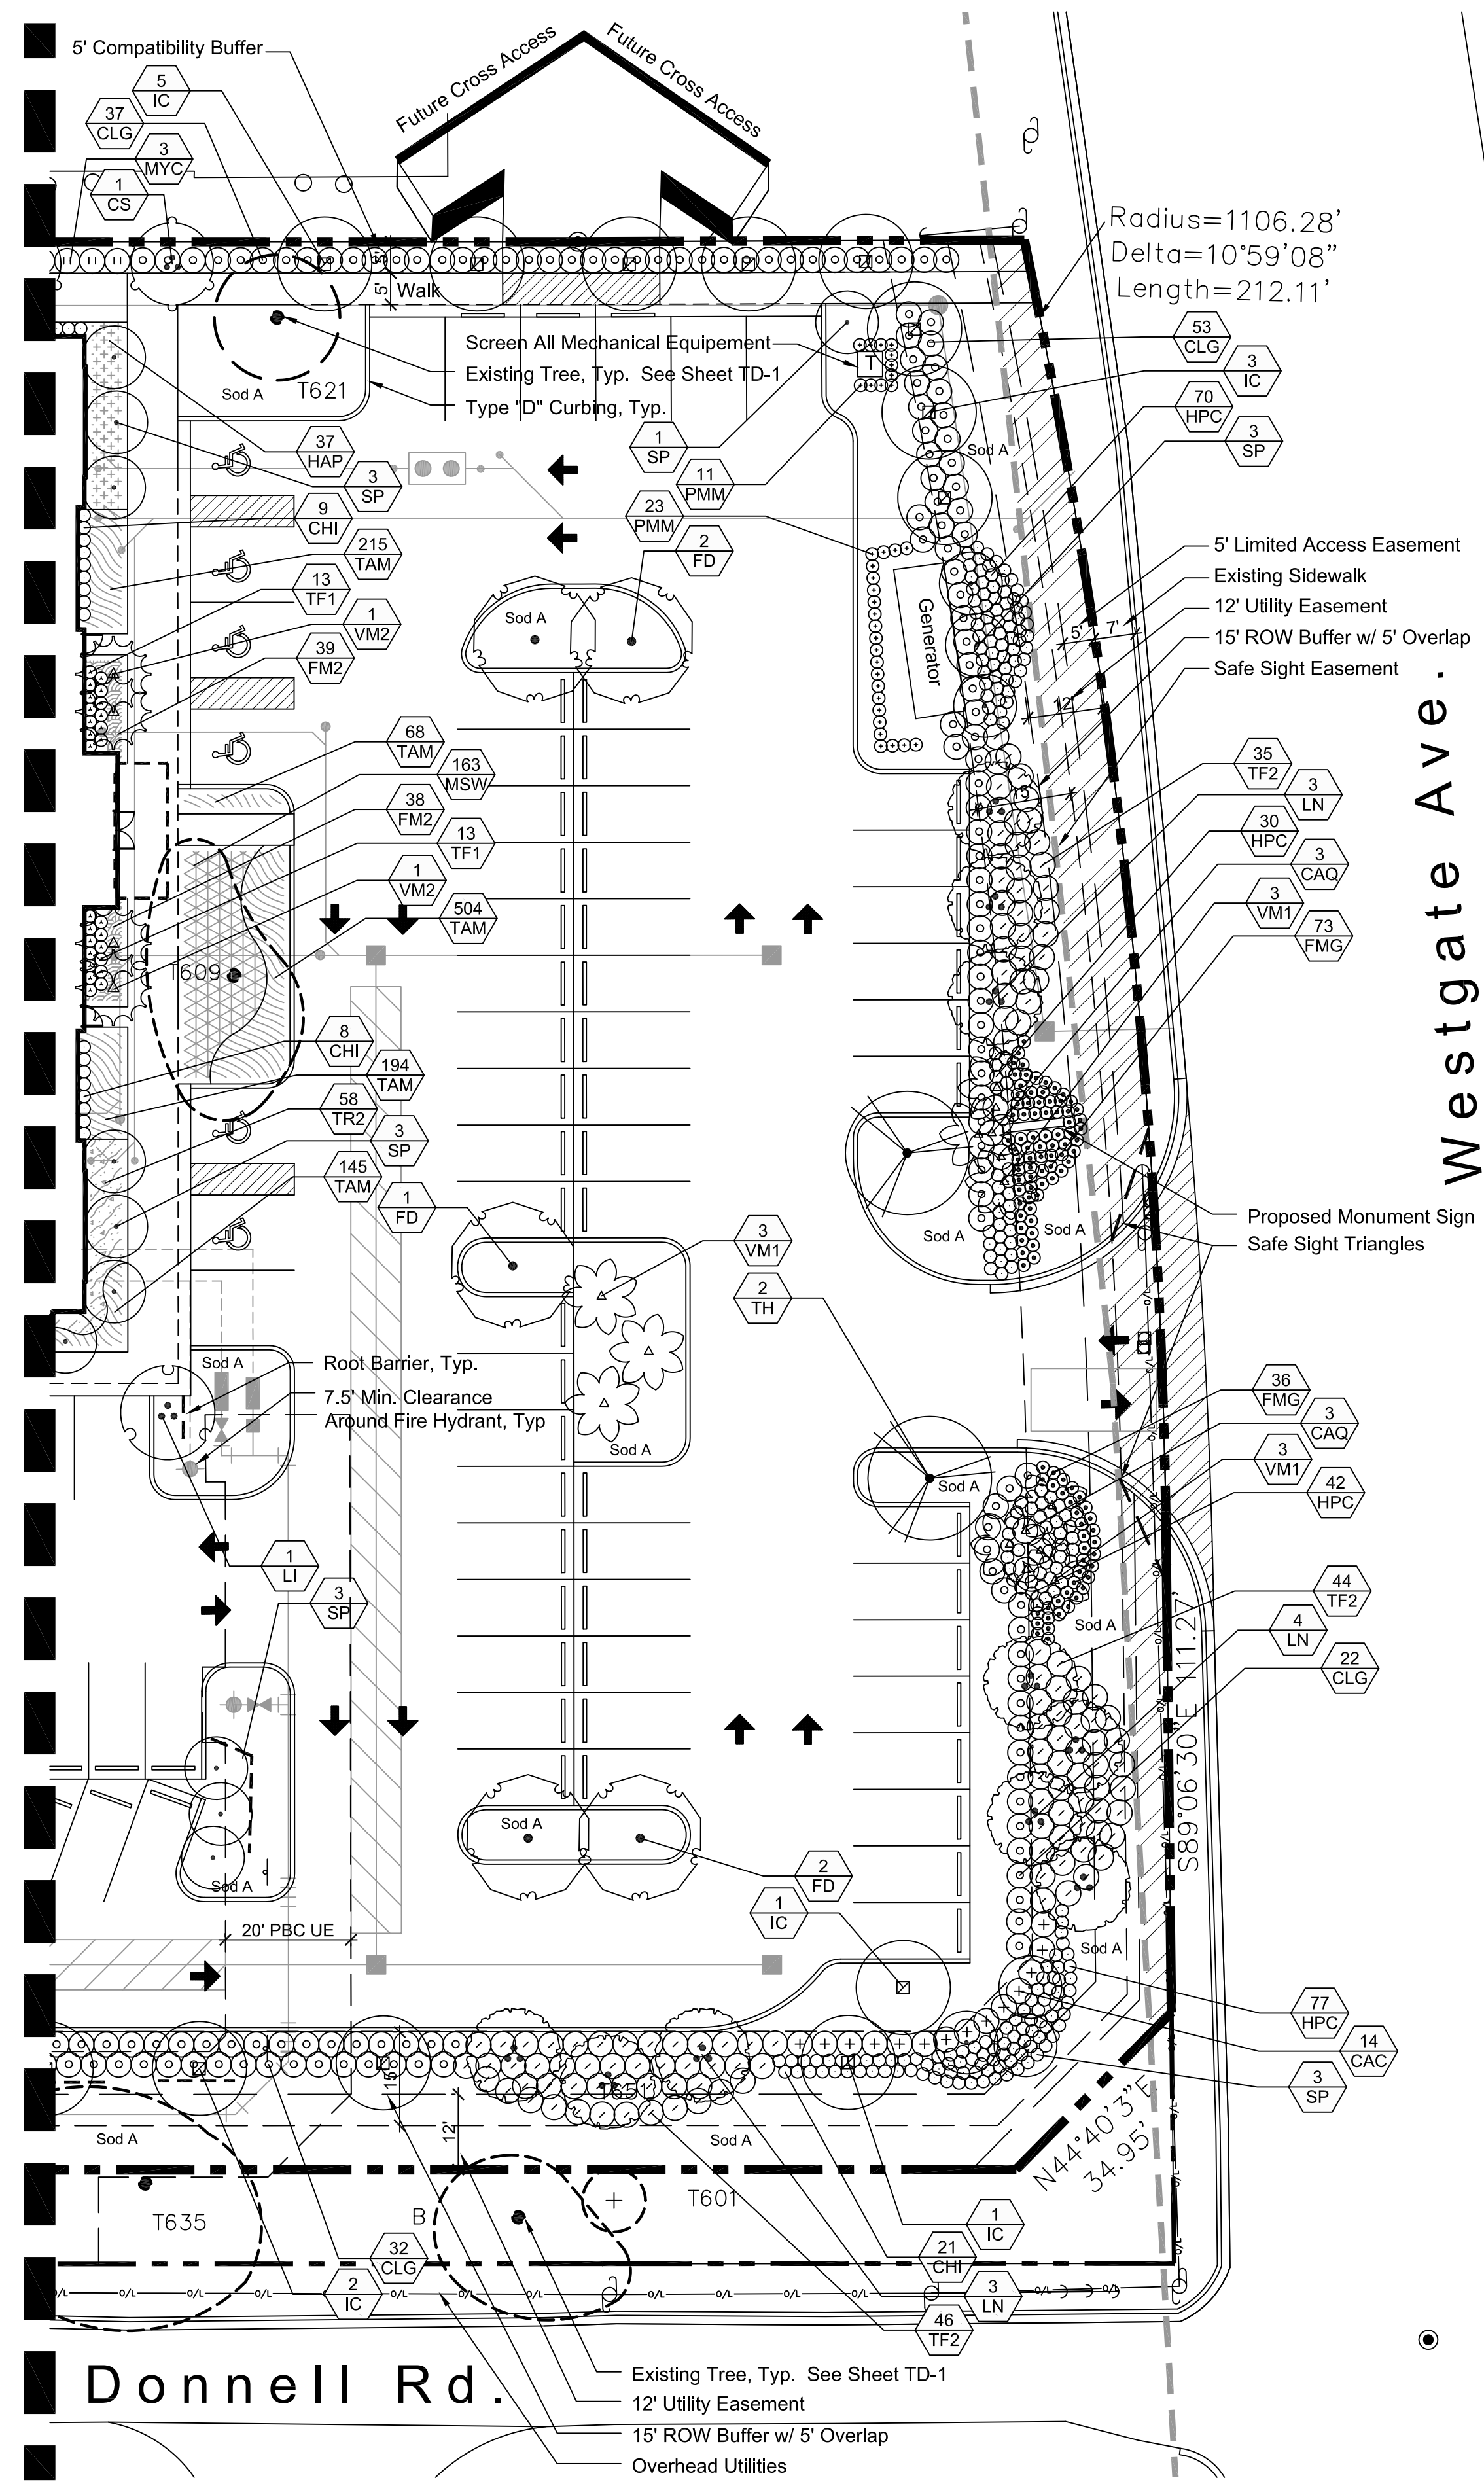 5' Compatibility Buffer
Future Cross Access
Future Cross Access
5
IC
37
CLG
3
MYC
1
CS
Radius=1106.28'
Delta=10°59'08"
Length=212.11'
5'
5'
Walk
53
CLG
3
IC
Screen All Mechanical Equipement
T
Existing Tree, Typ. See Sheet TD-1
Type "D" Curbing, Typ.
Sod A
T621
70
HPC
3
SP
1
SP
Sod A
37
HAP
3
SP
11
PMM
23
PMM
9
CHI
2
FD
215
TAM
5' Limited Access Easement
Existing Sidewalk
12' Utility Easement
15' ROW Buffer w/ 5' Overlap
Safe Sight Easement
13
TF1
1
VM2
39
FM2
Sod A
Generator
5'
7'
12'
68
TAM
163
MSW
38
FM2
13
TF1
1
VM2
504
TAM
15'
35
TF2
3
LN
30
HPC
3
CAQ
3
VM1
73
FMG
Westgate Ave.
T609
8
CHI
194
TAM
58
TR2
3
SP
145
TAM
1
FD
3
VM1
2
TH
Sod A
Sod A
Proposed Monument Sign
Safe Sight Triangles
Sod A
Root Barrier, Typ.
7.5' Min. Clearance
Around Fire Hydrant, Typ
Sod A
Sod A
36
FMG
3
CAQ
3
VM1
42
HPC
1
LI
3
SP
44
TF2
4
LN
22
CLG
Sod A
S89°06'30"E 111.27'
Sod A
2
FD
1
IC
Sod A
20' PBC UE
Sod A
77
HPC
14
CAC
3
SP
15'
12'
T651
Sod A
Sod A
N44°40'3"E
34.95'
T635
B
T601
1
IC
32
CLG
21
CHI
2
IC
3
LN
46
TF2
O/L O/L O/L O/L O/L O/L O/L O/L
Donnell Rd.
Existing Tree, Typ. See Sheet TD-1
12' Utility Easement
15' ROW Buffer w/ 5' Overlap
Overhead Utilities